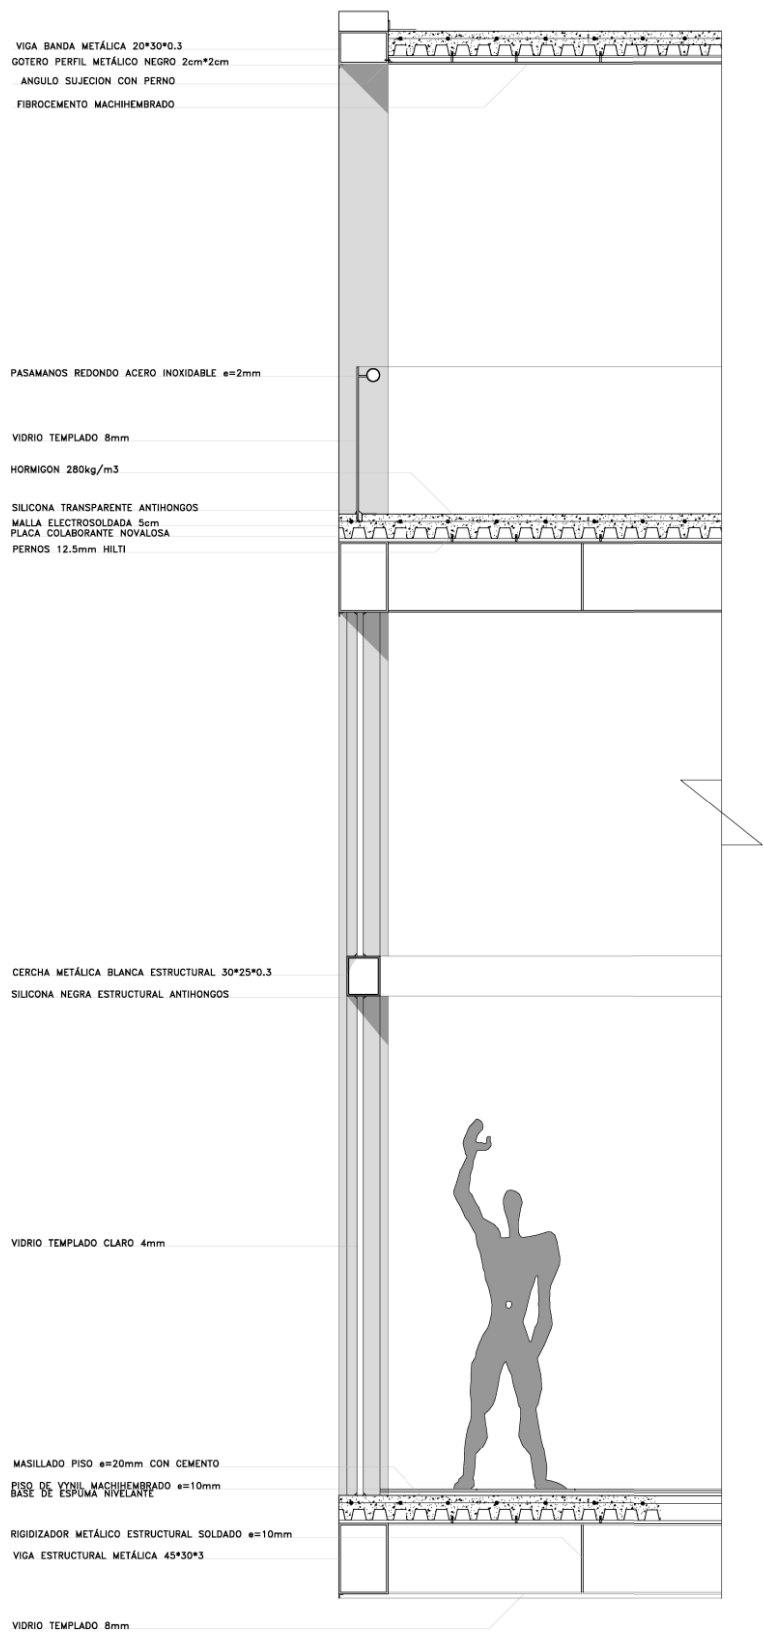 VIGA BANDA METÁLICA 20*30*0.3
GOTERO PERFIL METÁLICO NEGRO 2cm*2cm
ANGULO SUJECION CON PERNO
FIBROCEMENTO MACHIHEMBRADO
PASAMANOS REDONDO ACERO INOXIDABLE e=2mm
VIDRIO TEMPLADO 8mm
HORMIGON 280kg/m3
SILICONA TRANSPARENTE ANTIHONGOS
MALLA ELECTROSOLDADA 5cm
PLACA COLABORANTE NOVALOSA
PERNOS 12.5mm HILTI
CERCHA METÁLICA BLANCA ESTRUCTURAL 30*25*0.3
SILICONA NEGRA ESTRUCTURAL ANTIHONGOS
VIDRIO TEMPLADO CLARO 4mm
MASILLADO PISO e=20mm CON CEMENTO
PISO DE VYNIL MACHIHEMBRADO e=10mm
BASE DE ESPUMA NIVELANTE
RIGIDIZADOR METÁLICO ESTRUCTURAL SOLDADO e=10mm
VIGA ESTRUCTURAL METÁLICA 45*30*3
VIDRIO TEMPLADO 8mm